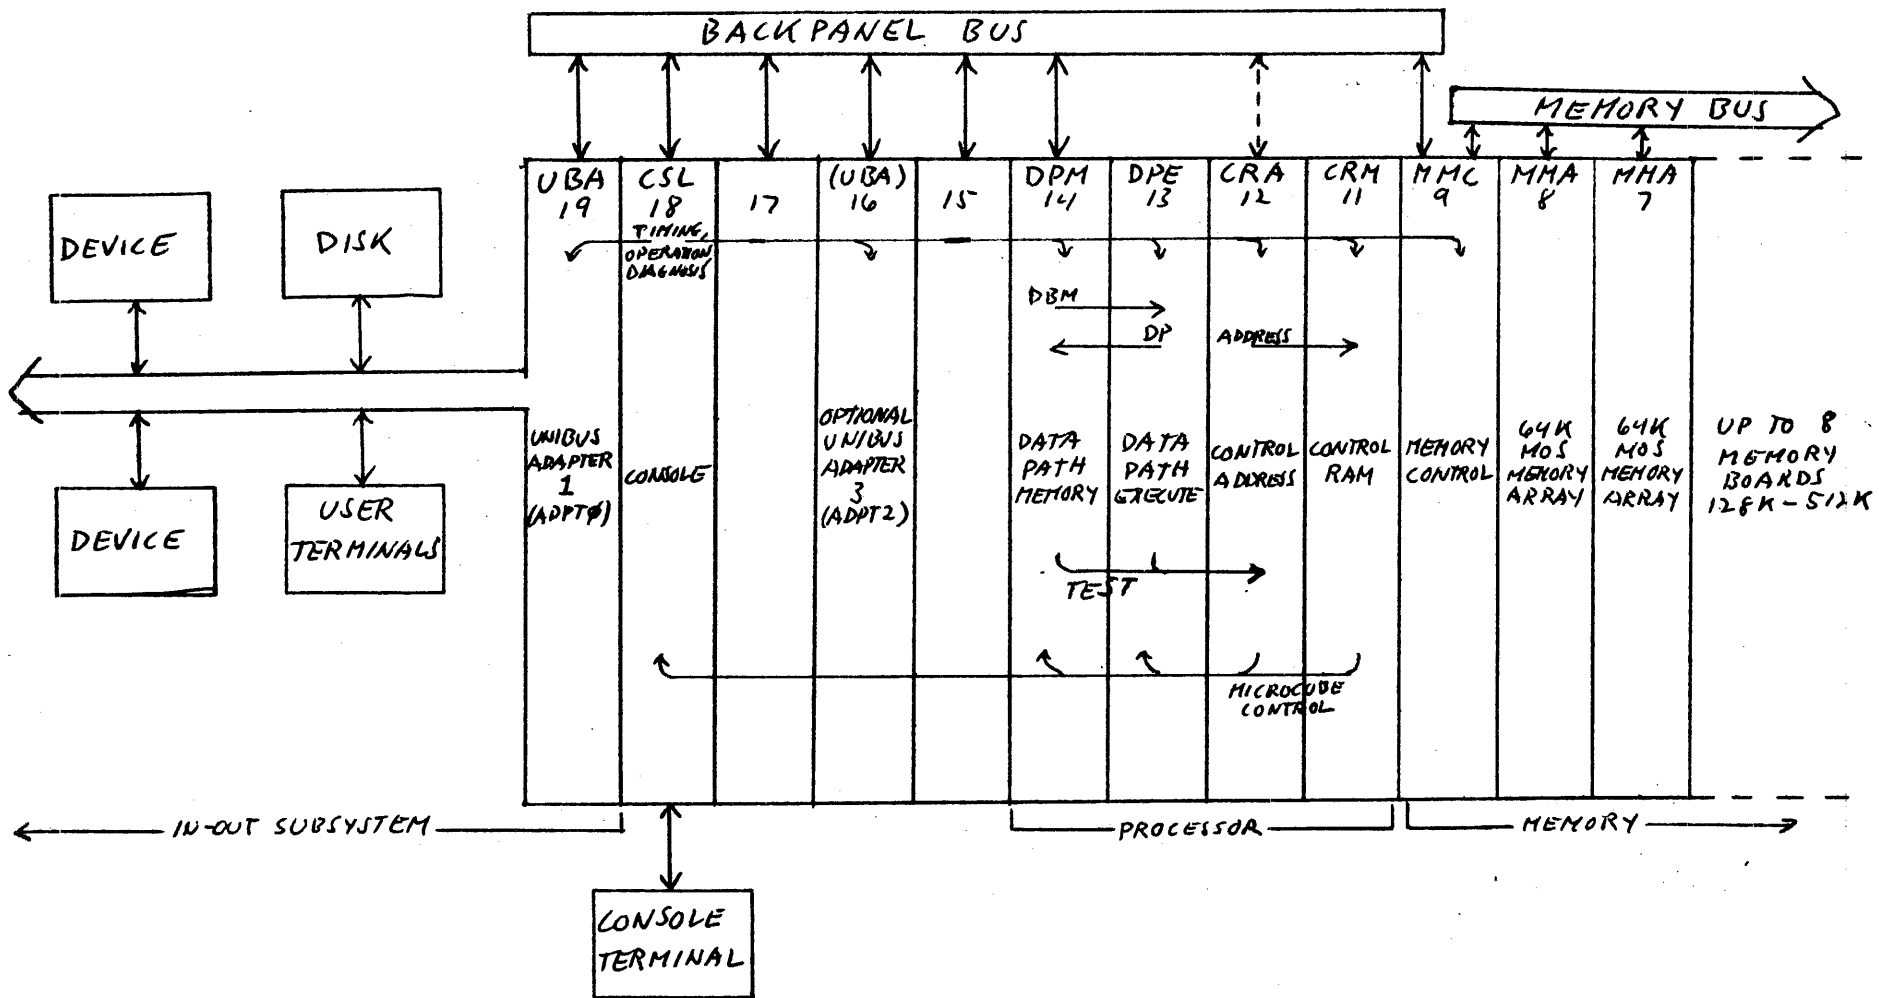 BACKPANEL BUS
MEMORY BUS
UBA
19
CSL
18
17
(UBA)
16
15
DPM
14
DPE
13
CRA
12
CRM
11
MMC
9
MMA
8
MMA
7
TIMING,
OPERATION
DIAGNOSIS
DEVICE
DISK
DBM
DP
ADDRESS
UNIBUS
ADAPTER
1
(ADPTØ)
CONSOLE
OPTIONAL
UNIBUS
ADAPTER
3
(ADPT2)
DATA
PATH
MEMORY
DATA
PATH
EXECUTE
CONTROL
ADDRESS
CONTROL
RAM
MEMORY
CONTROL
64K
MOS
MEMORY
ARRAY
64K
MOS
MEMORY
ARRAY
UP TO 8
MEMORY
BOARDS
128K-512K
DEVICE
USER
TERMINALS
TEST
MICROCODE
CONTROL
IN-OUT SUBSYSTEM
PROCESSOR
MEMORY
CONSOLE
TERMINAL